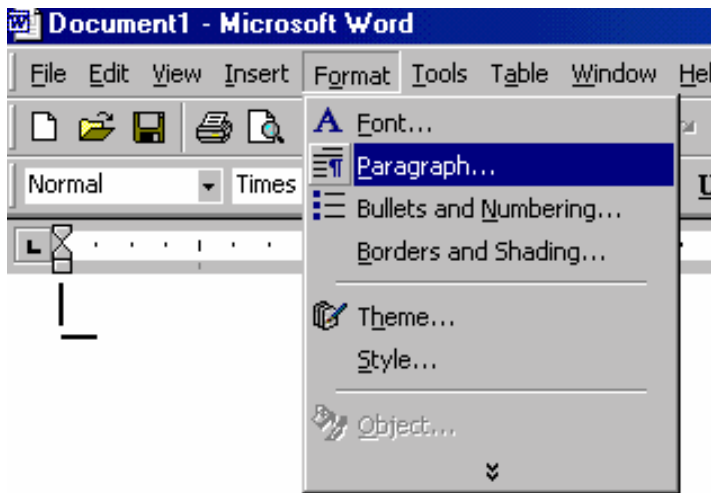 Document1 - Microsoft Word
File Edit View Insert Format Tools Table Window Hel
Font...
Paragraph...
Normal Times U
Bullets and Numbering...
Borders and Shading...
Theme...
Style...
Object...